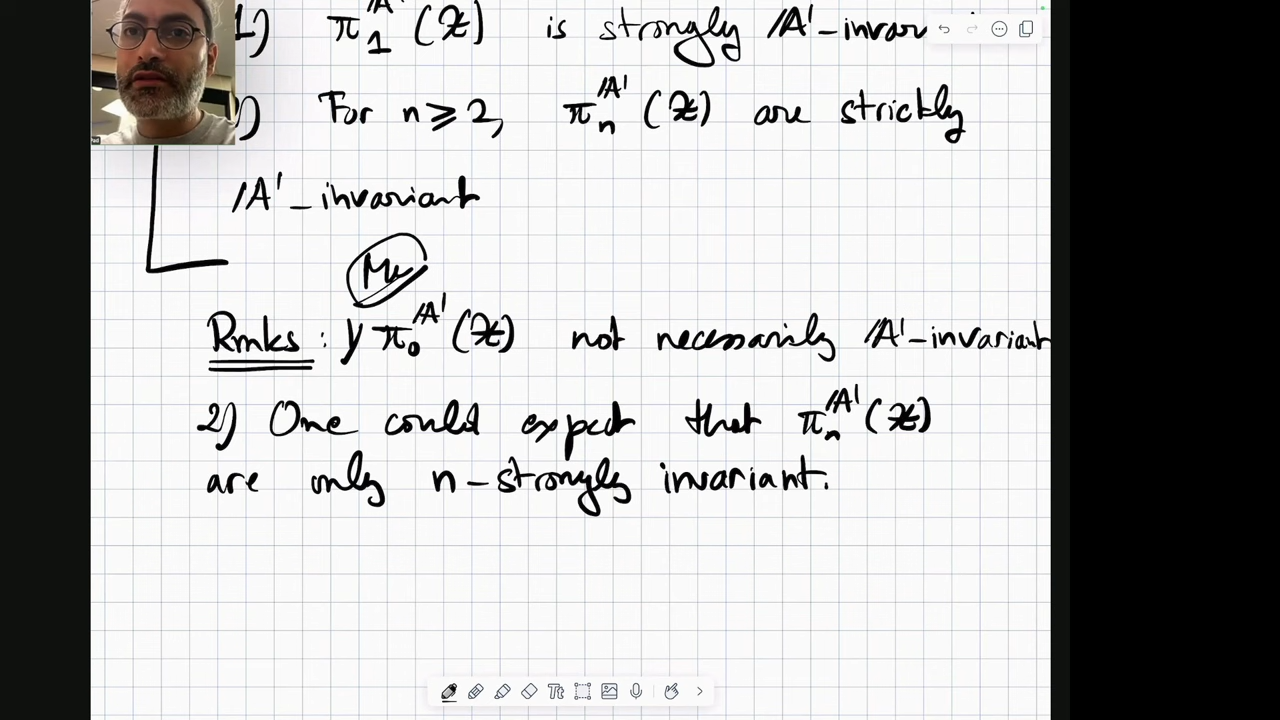 1) π₁^{𝔸¹}(𝒳) is strongly 𝔸¹-invar
) For n ⩾ 2, πₙ^{𝔸¹}(𝒳) are strictly
𝔸¹-invariant
Rmks : 1) π₀^{𝔸¹}(𝒳) not necessarily 𝔸¹-invariant
2) One could expect that πₙ^{𝔸¹}(𝒳)
are only n-strongly invariant.
Tt